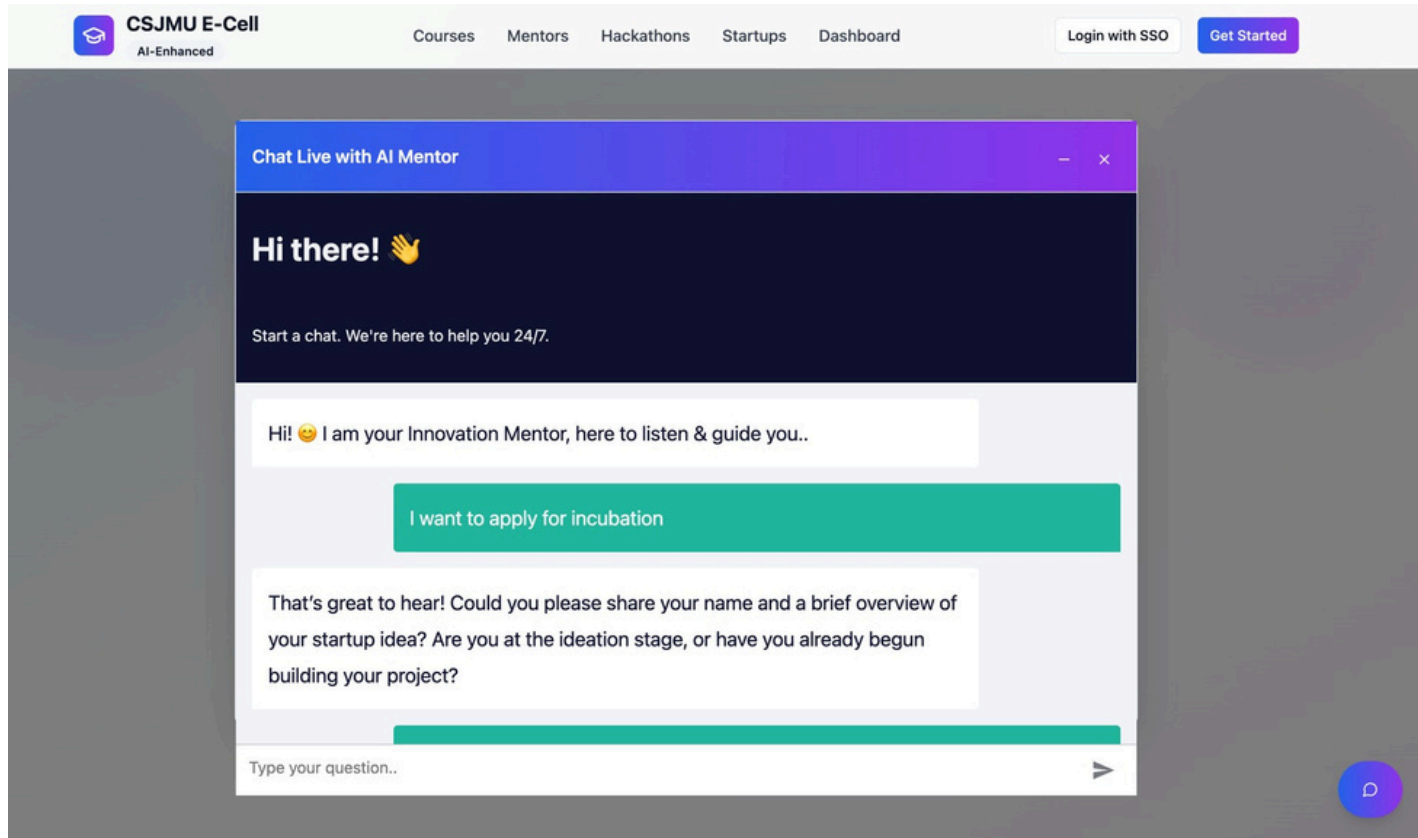 CSJMU E-Cell
AI-Enhanced
Courses Mentors Hackathons Startups Dashboard
Login with SSO
Get Started
Chat Live with AI Mentor
Hi there! 👋
Start a chat. We're here to help you 24/7.
Hi! 😊 I am your Innovation Mentor, here to listen & guide you..
I want to apply for incubation
That’s great to hear! Could you please share your name and a brief overview of
your startup idea? Are you at the ideation stage, or have you already begun
building your project?
Type your question..